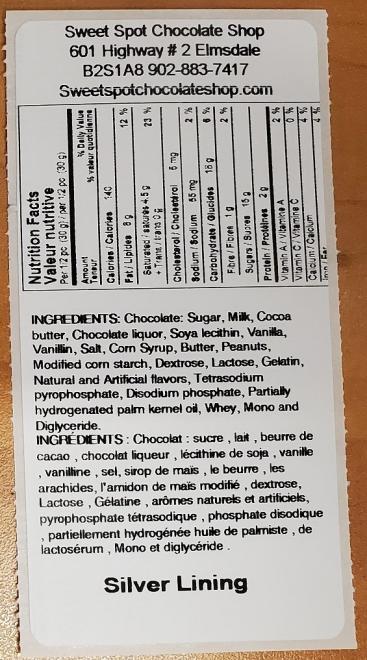 Sweet Spot Chocolate Shop
601 Highway # 2 Elmsdale
B2S1A8 902-883-7417
Sweetspotchocolateshop.com
Nutrition Facts
Valeur nutritive
Per 1/2 pc (30 g) / per 1/2 pc (30 g)
Amount % Daily Value
Teneur % valeur quotidienne
Calories / Calories 140
Fat / Lipides 8 g 12 %
Saturated / saturés 4.5 g 23 %
+ Trans / trans 0 g
Cholesterol / Cholestérol 5 mg
Sodium / Sodium 55 mg 2 %
Carbohydrate / Glucides 18 g 6 %
Fibre / Fibres 1 g 2 %
Sugars / Sucres 15 g
Protein / Protéines 2 g
Vitamin A / Vitamine A 2 %
Vitamin C / Vitamine C 0 %
Calcium / Calcium 4 %
Iron / Fer 4 %
INGREDIENTS: Chocolate: Sugar, Milk, Cocoa
butter, Chocolate liquor, Soya lecithin, Vanilla,
Vanillin, Salt, Corn Syrup, Butter, Peanuts,
Modified corn starch, Dextrose, Lactose, Gelatin,
Natural and Artificial flavors, Tetrasodium
pyrophosphate, Disodium phosphate, Partially
hydrogenated palm kernel oil, Whey, Mono and
Diglyceride.
INGRÉDIENTS : Chocolat : sucre , lait , beurre de
cacao , chocolat liqueur , lécithine de soja , vanille
, vanilline , sel, sirop de maïs , le beurre , les
arachides, l'amidon de maïs modifié , dextrose,
Lactose , Gélatine , arômes naturels et artificiels,
pyrophosphate tétrasodique , phosphate disodique
, partiellement hydrogénée huile de palmiste , de
lactosérum , Mono et diglycéride .
Silver Lining